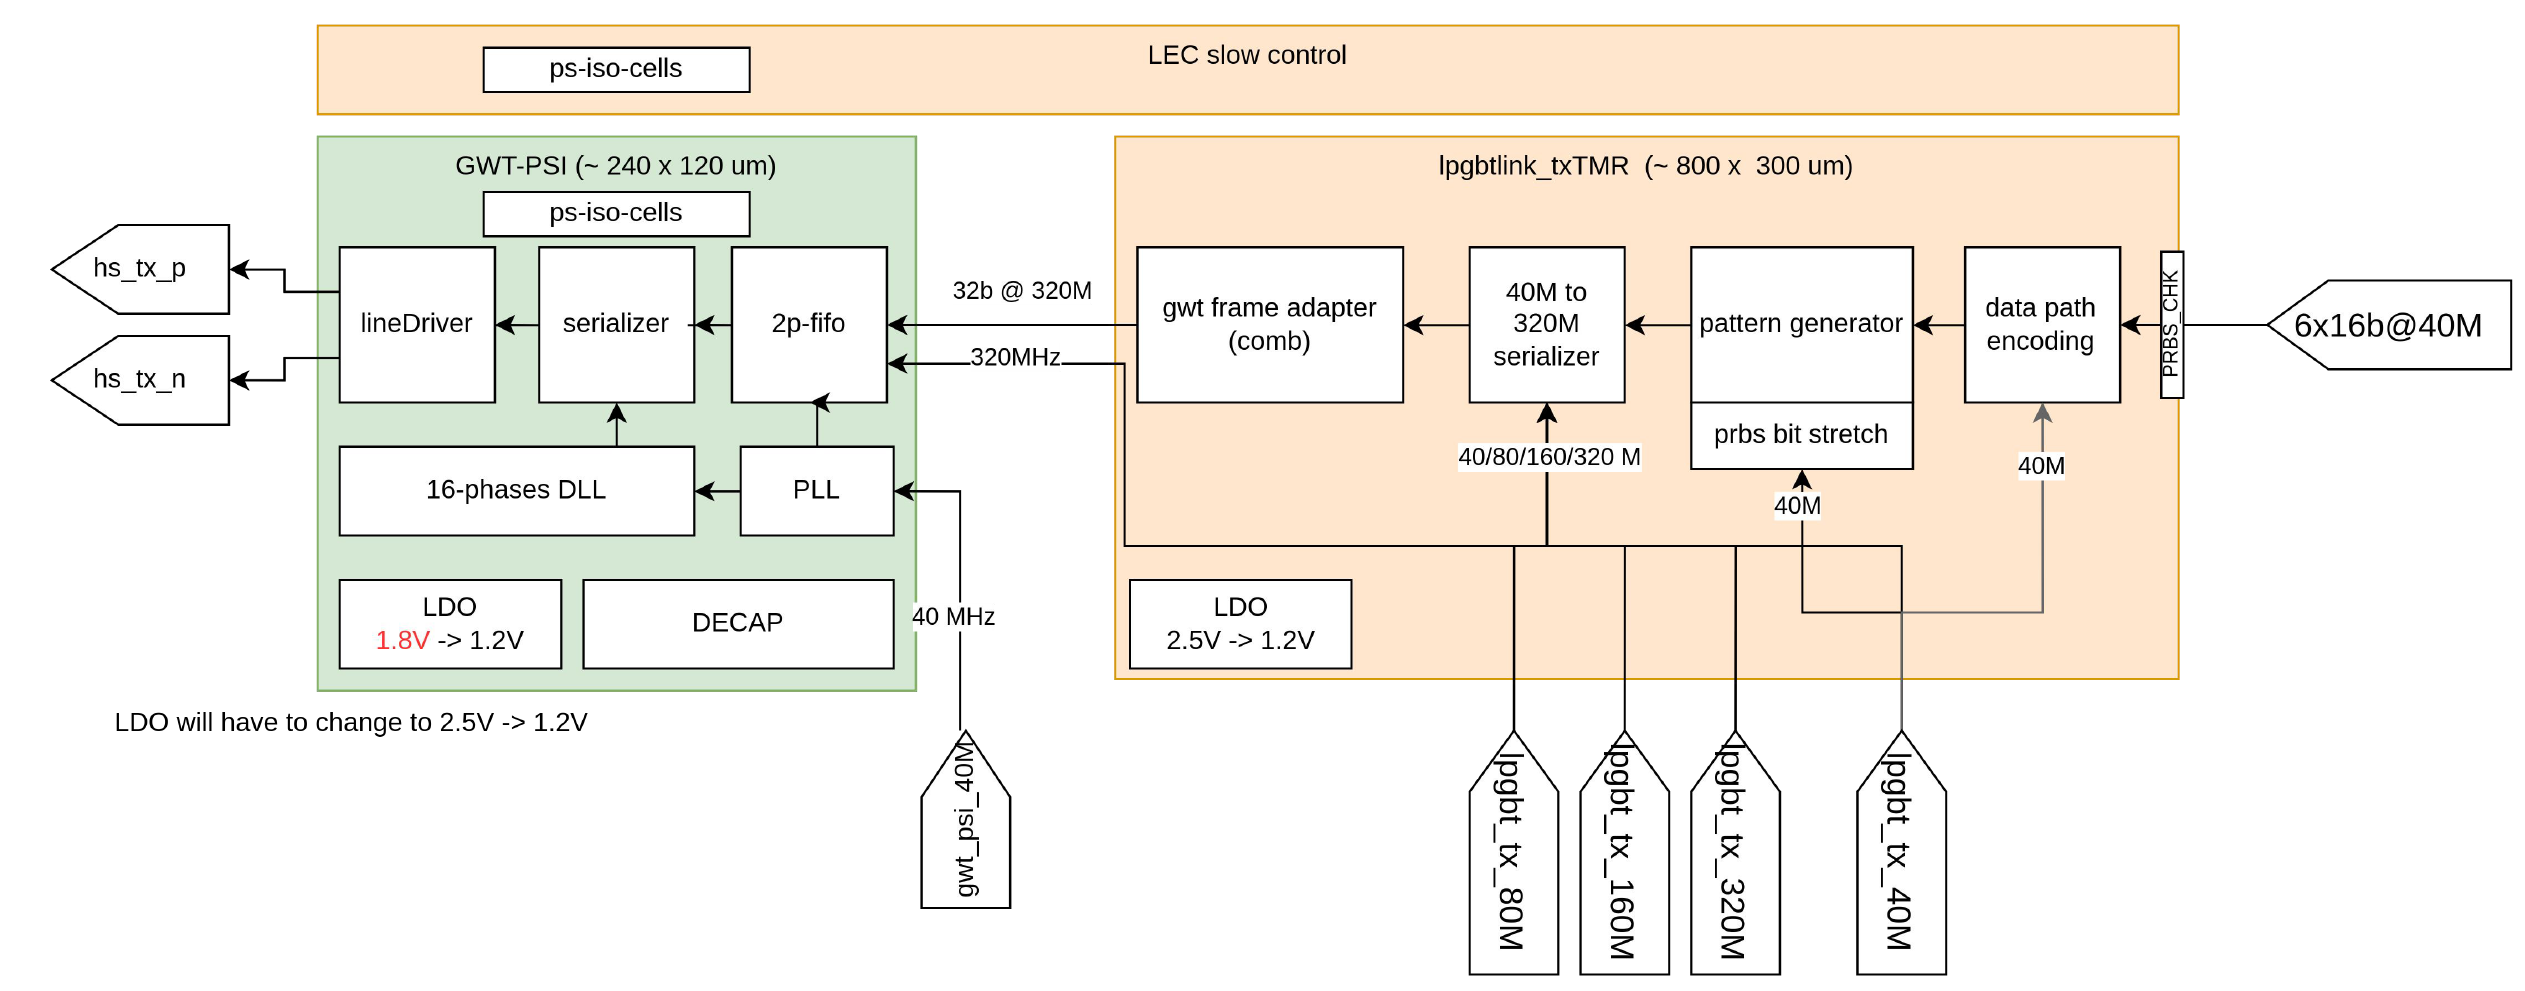 LEC slow control
ps-iso-cells
GWT-PSI (~ 240 x 120 um)
ps-iso-cells
hs_tx_p
hs_tx_n
lineDriver
serializer
2p-fifo
16-phases DLL
PLL
LDO
1.8V -> 1.2V
DECAP
LDO will have to change to 2.5V -> 1.2V
32b @ 320M
320MHz
40 MHz
gwt_psi_40M
lpgbtlink_txTMR (~ 800 x 300 um)
gwt frame adapter
(comb)
40M to
320M
serializer
pattern generator
prbs bit stretch
data path
encoding
PRBS_CHK
6x16b@40M
40/80/160/320 M
40M
40M
LDO
2.5V -> 1.2V
lpgbt_tx_80M
lpgbt_tx_160M
lpgbt_tx_320M
lpgbt_tx_40M